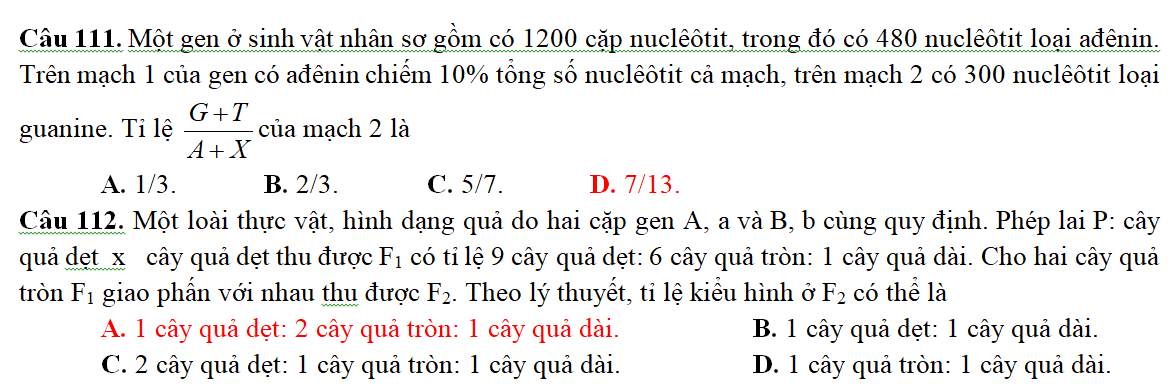 Câu 111. Một gen ở sinh vật nhân sơ gồm có 1200 cặp nuclêôtit, trong đó có 480 nuclêôtit loại ađênin.
Trên mạch 1 của gen có ađênin chiếm 10% tổng số nuclêôtit cả mạch, trên mạch 2 có 300 nuclêôtit loại
guanine. Tỉ lệ \frac{G+T}{A+X} của mạch 2 là
A. 1/3. B. 2/3. C. 5/7. D. 7/13.
Câu 112. Một loài thực vật, hình dạng quả do hai cặp gen A, a và B, b cùng quy định. Phép lai P: cây
quả dẹt x cây quả dẹt thu được F₁ có tỉ lệ 9 cây quả dẹt: 6 cây quả tròn: 1 cây quả dài. Cho hai cây quả
tròn F₁ giao phấn với nhau thu được F₂. Theo lý thuyết, tỉ lệ kiểu hình ở F₂ có thể là
A. 1 cây quả dẹt: 2 cây quả tròn: 1 cây quả dài. B. 1 cây quả dẹt: 1 cây quả dài.
C. 2 cây quả dẹt: 1 cây quả tròn: 1 cây quả dài. D. 1 cây quả tròn: 1 cây quả dài.